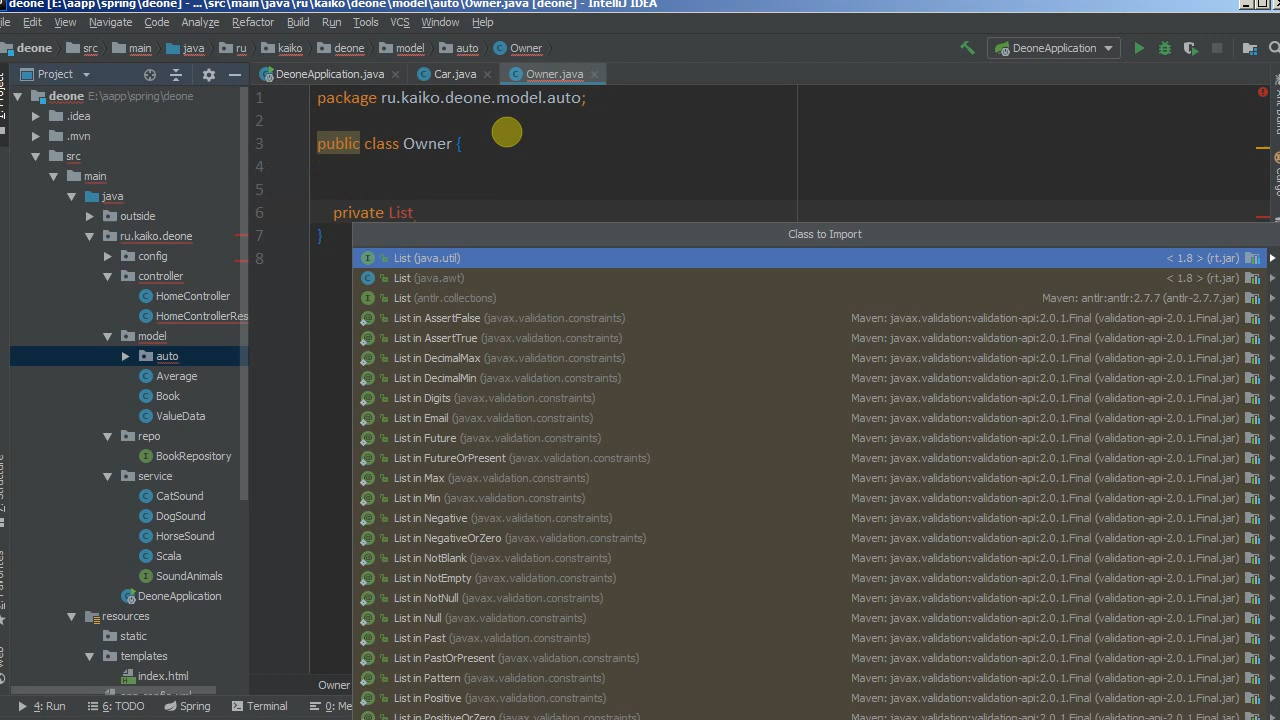 deone [E:\aapp\spring\deone] - ...\src\main\java\ru\kaiko\deone\model\auto\Owner.java [deone] - IntelliJ IDEA
Edit View Navigate Code Analyze Refactor Build Run Tools VCS Window Help
deone src main java ru kaiko deone model auto Owner DeoneApplication
Project DeoneApplication.java Car.java Owner.java
deone E:\aapp\spring\deone
.idea
.mvn
src
main
java
outside
ru.kaiko.deone
config
controller
HomeController
HomeControllerRes
model
auto
Average
Book
ValueData
repo
BookRepository
service
CatSound
DogSound
HorseSound
Scala
SoundAnimals
DeoneApplication
resources
static
templates
index.html
1 package ru.kaiko.deone.model.auto;
2
3 public class Owner {
4
5
6 private List
7 }
8
Class to Import
List (java.util) < 1.8 > (rt.jar)
List (java.awt) < 1.8 > (rt.jar)
List (antlr.collections) Maven: antlr:antlr:2.7.7 (antlr-2.7.7.jar)
List in AssertFalse (javax.validation.constraints) Maven: javax.validation:validation-api:2.0.1.Final (validation-api-2.0.1.Final.jar)
List in AssertTrue (javax.validation.constraints) Maven: javax.validation:validation-api:2.0.1.Final (validation-api-2.0.1.Final.jar)
List in DecimalMax (javax.validation.constraints) Maven: javax.validation:validation-api:2.0.1.Final (validation-api-2.0.1.Final.jar)
List in DecimalMin (javax.validation.constraints) Maven: javax.validation:validation-api:2.0.1.Final (validation-api-2.0.1.Final.jar)
List in Digits (javax.validation.constraints) Maven: javax.validation:validation-api:2.0.1.Final (validation-api-2.0.1.Final.jar)
List in Email (javax.validation.constraints) Maven: javax.validation:validation-api:2.0.1.Final (validation-api-2.0.1.Final.jar)
List in Future (javax.validation.constraints) Maven: javax.validation:validation-api:2.0.1.Final (validation-api-2.0.1.Final.jar)
List in FutureOrPresent (javax.validation.constraints) Maven: javax.validation:validation-api:2.0.1.Final (validation-api-2.0.1.Final.jar)
List in Max (javax.validation.constraints) Maven: javax.validation:validation-api:2.0.1.Final (validation-api-2.0.1.Final.jar)
List in Min (javax.validation.constraints) Maven: javax.validation:validation-api:2.0.1.Final (validation-api-2.0.1.Final.jar)
List in Negative (javax.validation.constraints) Maven: javax.validation:validation-api:2.0.1.Final (validation-api-2.0.1.Final.jar)
List in NegativeOrZero (javax.validation.constraints) Maven: javax.validation:validation-api:2.0.1.Final (validation-api-2.0.1.Final.jar)
List in NotBlank (javax.validation.constraints) Maven: javax.validation:validation-api:2.0.1.Final (validation-api-2.0.1.Final.jar)
List in NotEmpty (javax.validation.constraints) Maven: javax.validation:validation-api:2.0.1.Final (validation-api-2.0.1.Final.jar)
List in NotNull (javax.validation.constraints) Maven: javax.validation:validation-api:2.0.1.Final (validation-api-2.0.1.Final.jar)
List in Null (javax.validation.constraints) Maven: javax.validation:validation-api:2.0.1.Final (validation-api-2.0.1.Final.jar)
List in Past (javax.validation.constraints) Maven: javax.validation:validation-api:2.0.1.Final (validation-api-2.0.1.Final.jar)
List in PastOrPresent (javax.validation.constraints) Maven: javax.validation:validation-api:2.0.1.Final (validation-api-2.0.1.Final.jar)
List in Pattern (javax.validation.constraints) Maven: javax.validation:validation-api:2.0.1.Final (validation-api-2.0.1.Final.jar)
List in Positive (javax.validation.constraints) Maven: javax.validation:validation-api:2.0.1.Final (validation-api-2.0.1.Final.jar)
List in PositiveOrZero (javax.validation.constraints) Maven: javax.validation:validation-api:2.0.1.Final (validation-api-2.0.1.Final.jar)
Owner
4: Run 6: TODO Spring Terminal